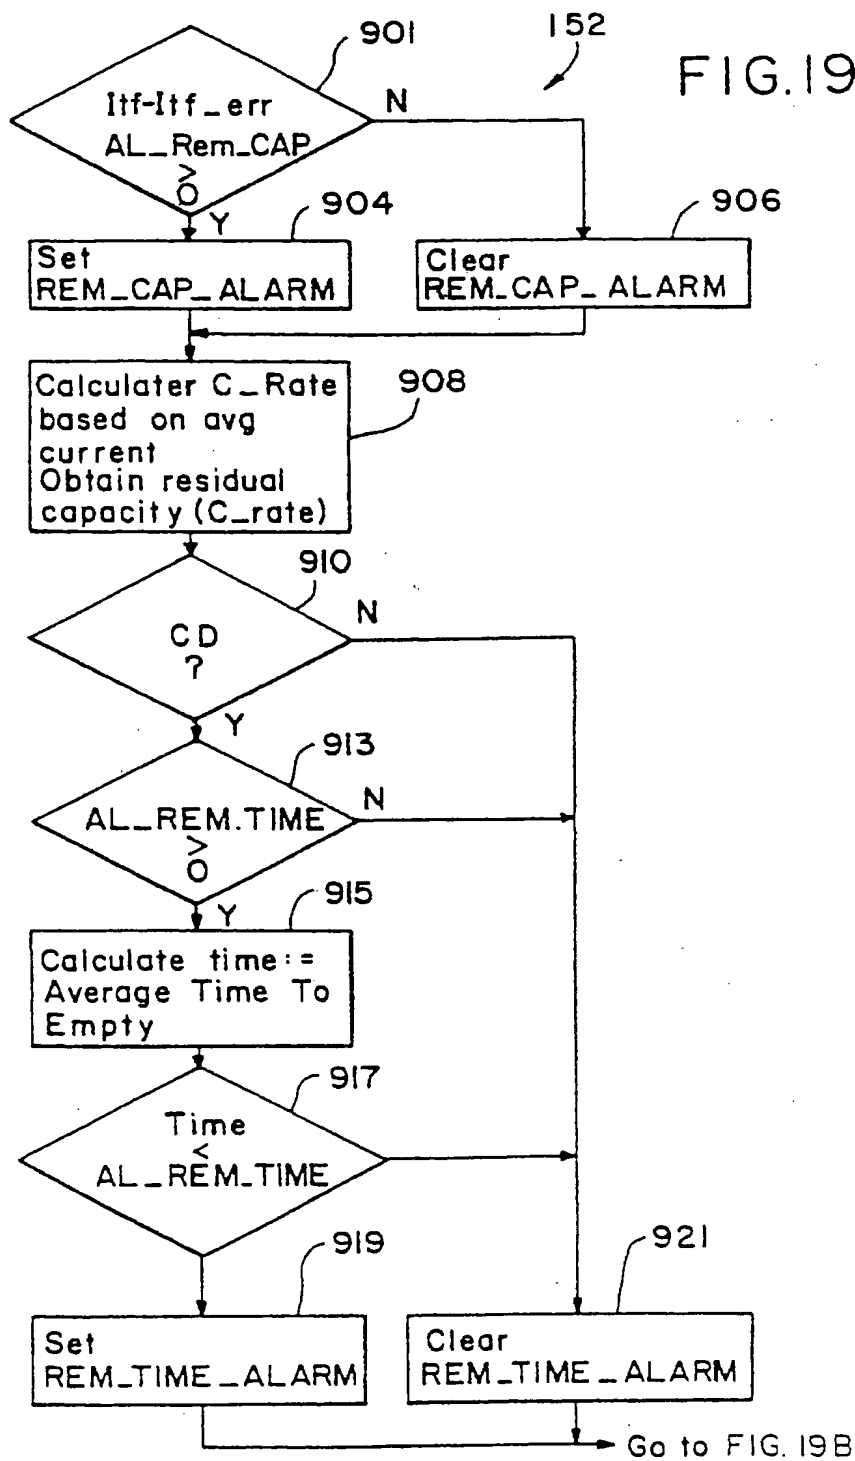 901
152
FIG.19
Itf-Itf_err
AL_Rem_CAP
>
0
N
Y
904
906
Set
REM_CAP_ALARM
Clear
REM_CAP_ALARM
Calculater C_Rate
based on avg
current
Obtain residual
capacity (C_rate)
908
910
CD
?
N
Y
913
AL_REM.TIME
>
0
N
Y
915
Calculate time:=
Average Time To
Empty
917
Time
<
AL_REM_TIME
919
921
Set
REM_TIME_ALARM
Clear
REM_TIME_ALARM
Go to FIG. 19B